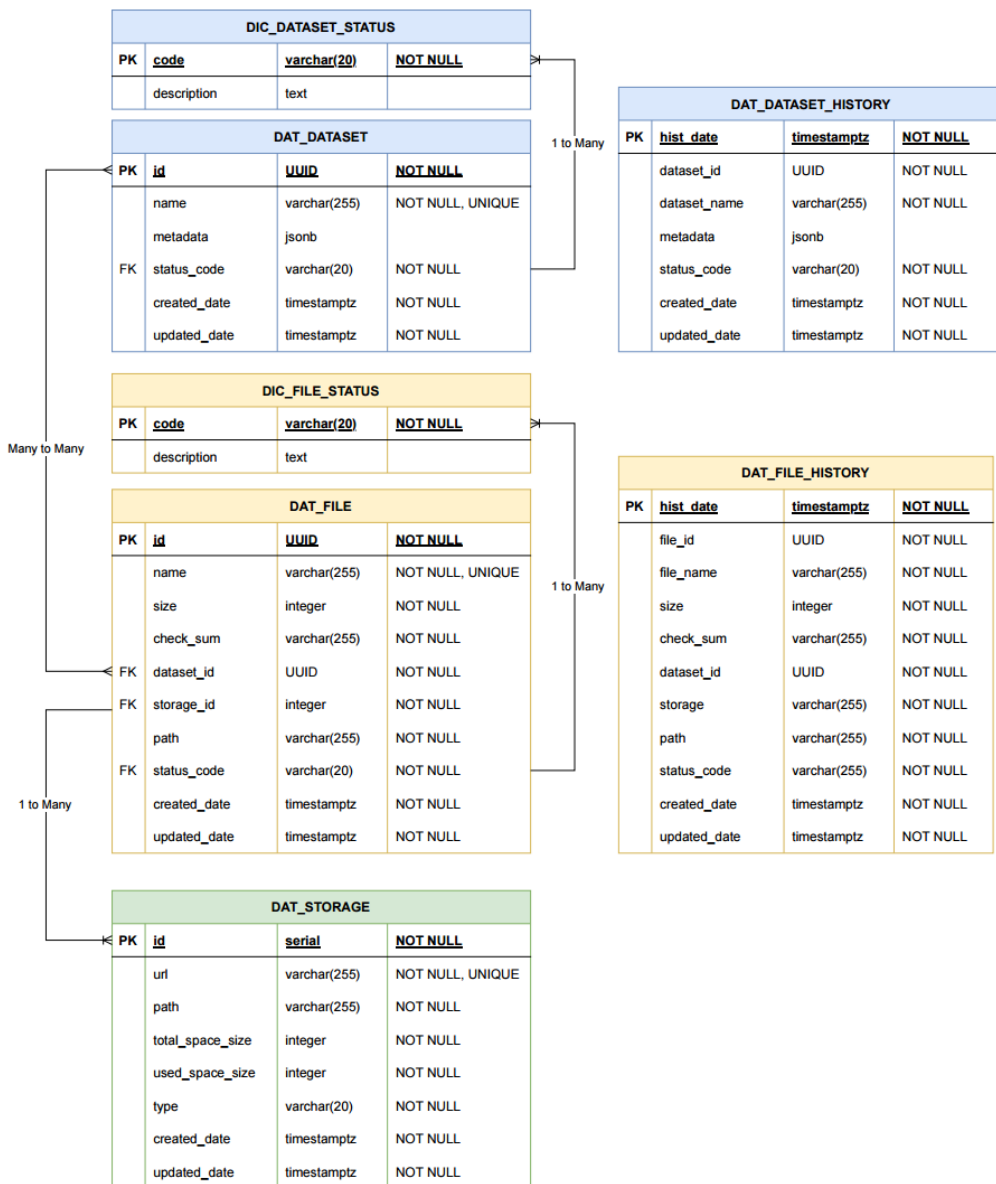 DIC_DATASET_STATUS
PK code varchar(20) NOT NULL
description text
DAT_DATASET
PK id UUID NOT NULL
name varchar(255) NOT NULL, UNIQUE
metadata jsonb
FK status_code varchar(20) NOT NULL
created_date timestamptz NOT NULL
updated_date timestamptz NOT NULL
1 to Many
DAT_DATASET_HISTORY
PK hist_date timestamptz NOT NULL
dataset_id UUID NOT NULL
dataset_name varchar(255) NOT NULL
metadata jsonb
status_code varchar(20) NOT NULL
created_date timestamptz NOT NULL
updated_date timestamptz NOT NULL
Many to Many
DIC_FILE_STATUS
PK code varchar(20) NOT NULL
description text
DAT_FILE
PK id UUID NOT NULL
name varchar(255) NOT NULL, UNIQUE
size integer NOT NULL
check_sum varchar(255) NOT NULL
FK dataset_id UUID NOT NULL
FK storage_id integer NOT NULL
path varchar(255) NOT NULL
FK status_code varchar(20) NOT NULL
created_date timestamptz NOT NULL
updated_date timestamptz NOT NULL
1 to Many
DAT_FILE_HISTORY
PK hist_date timestamptz NOT NULL
file_id UUID NOT NULL
file_name varchar(255) NOT NULL
size integer NOT NULL
check_sum varchar(255) NOT NULL
dataset_id UUID NOT NULL
storage varchar(255) NOT NULL
path varchar(255) NOT NULL
status_code varchar(255) NOT NULL
created_date timestamptz NOT NULL
updated_date timestamptz NOT NULL
1 to Many
DAT_STORAGE
PK id serial NOT NULL
url varchar(255) NOT NULL, UNIQUE
path varchar(255) NOT NULL
total_space_size integer NOT NULL
used_space_size integer NOT NULL
type varchar(20) NOT NULL
created_date timestamptz NOT NULL
updated_date timestamptz NOT NULL